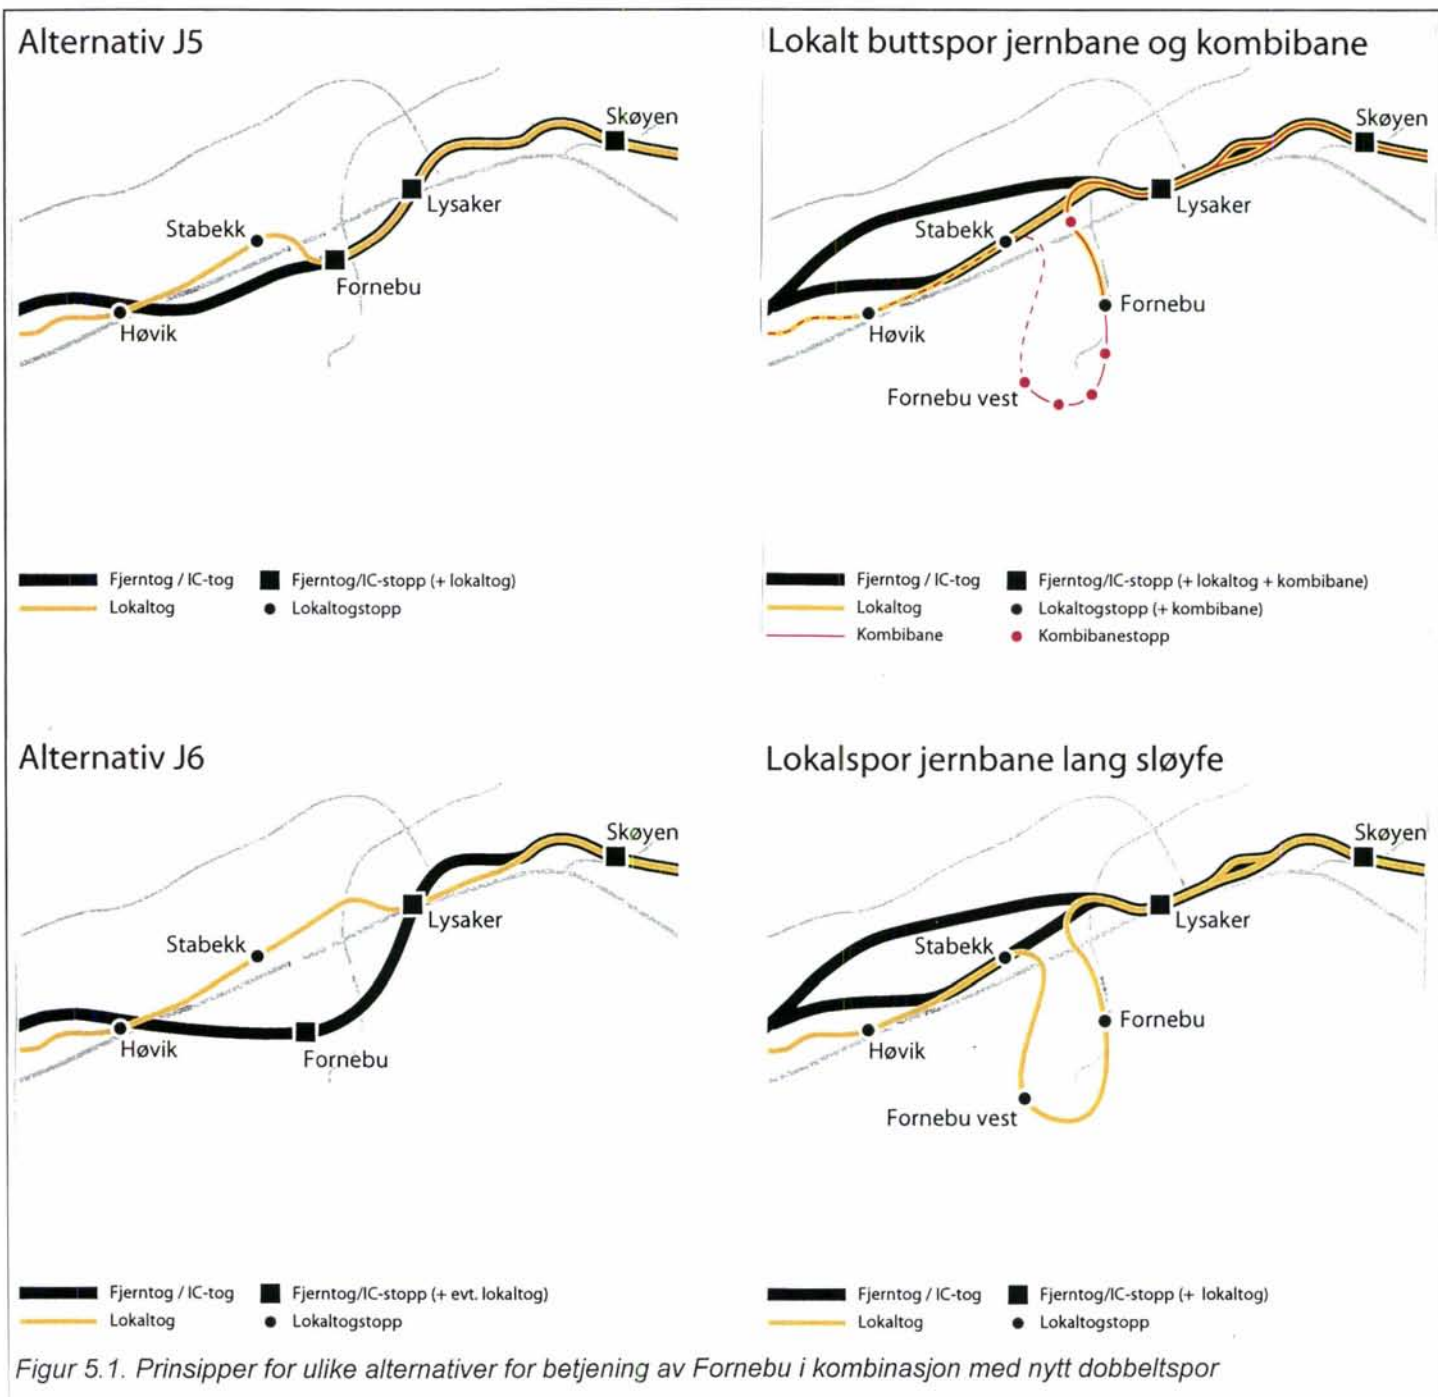 Alternativ J5
Skøyen
Lysaker
Stabekk
Fornebu
Høvik
Fjerntog / IC-tog
Fjerntog/IC-stopp (+ lokaltog)
Lokaltog
Lokaltogstopp
Lokalt buttspor jernbane og kombibane
Skøyen
Lysaker
Stabekk
Fornebu
Høvik
Fornebu vest
Fjerntog / IC-tog
Fjerntog/IC-stopp (+ lokaltog + kombibane)
Lokaltog
Lokaltogstopp (+ kombibane)
Kombibane
Kombibanestopp
Alternativ J6
Skøyen
Lysaker
Stabekk
Høvik
Fornebu
Fjerntog / IC-tog
Fjerntog/IC-stopp (+ evt. lokaltog)
Lokaltog
Lokaltogstopp
Lokalspor jernbane lang sløyfe
Skøyen
Lysaker
Stabekk
Fornebu
Høvik
Fornebu vest
Fjerntog / IC-tog
Fjerntog/IC-stopp (+ lokaltog)
Lokaltog
Lokaltogstopp
Figur 5.1. Prinsipper for ulike alternativer for betjening av Fornebu i kombinasjon med nytt dobbeltspor